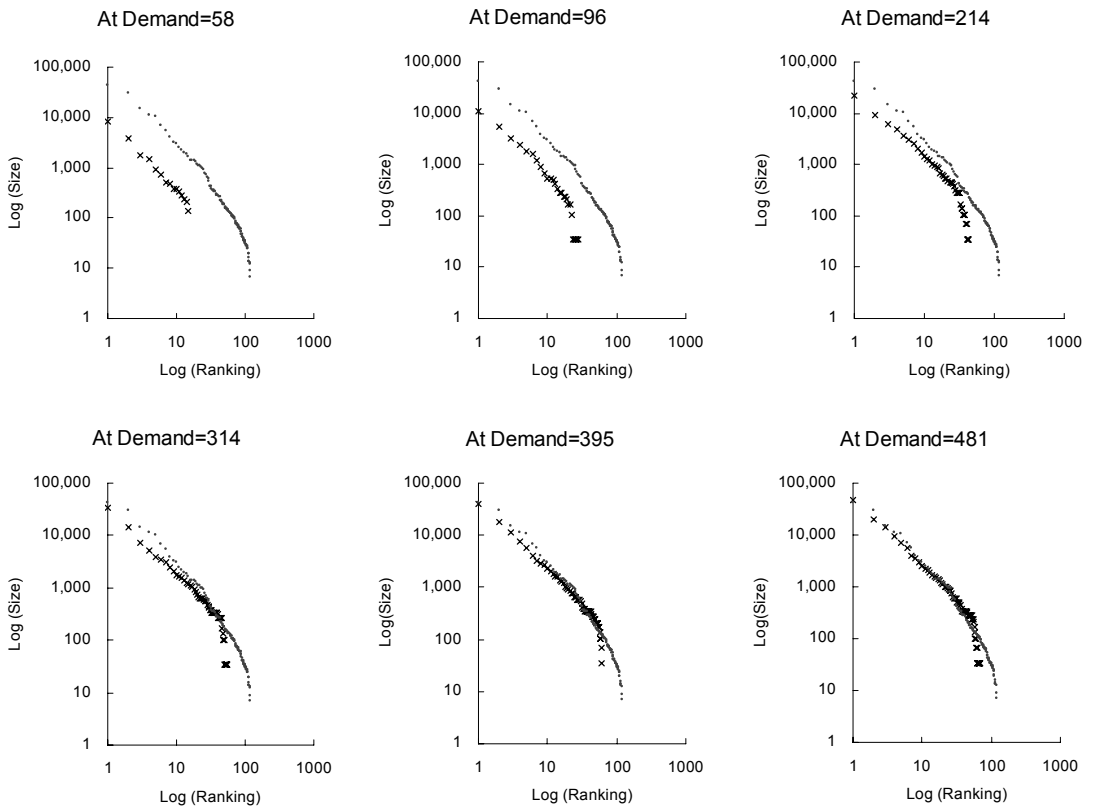 At Demand=58
At Demand=96
At Demand=214
100,000
10,000
1,000
100
10
1
Log (Size)
1 10 100 1000
Log (Ranking)
100,000
10,000
1,000
100
10
1
Log (Size)
1 10 100 1000
Log (Ranking)
100,000
10,000
1,000
100
10
1
Log (Size)
1 10 100 1000
Log (Ranking)
At Demand=314
At Demand=395
At Demand=481
100,000
10,000
1,000
100
10
1
Log (Size)
1 10 100 1000
Log (Ranking)
100,000
10,000
1,000
100
10
1
Log(Size)
1 10 100 1000
Log (Ranking)
100,000
10,000
1,000
100
10
1
Log(Size)
1 10 100 1000
Log (Ranking)